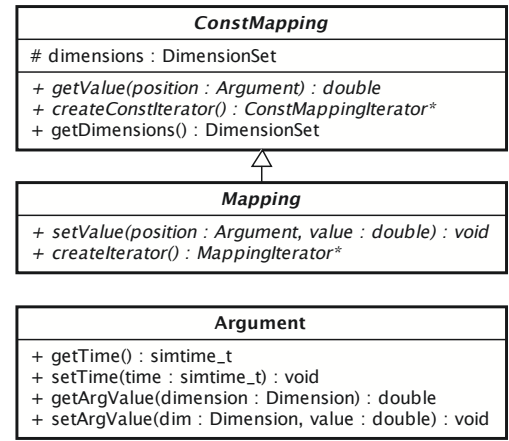 ConstMapping
# dimensions : DimensionSet
+ getValue(position : Argument) : double
+ createConstIterator() : ConstMappingIterator*
+ getDimensions() : DimensionSet
Mapping
+ setValue(position : Argument, value : double) : void
+ createIterator() : MappingIterator*
Argument
+ getTime() : simtime_t
+ setTime(time : simtime_t) : void
+ getArgValue(dimension : Dimension) : double
+ setArgValue(dim : Dimension, value : double) : void